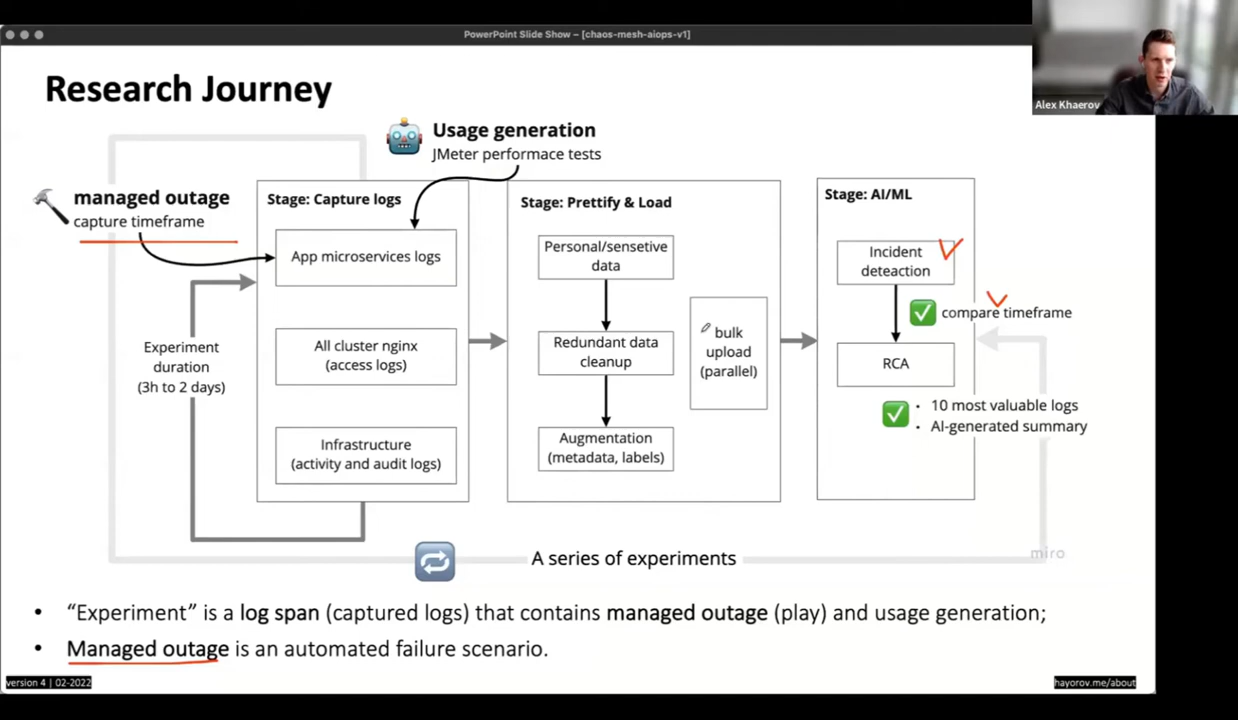 PowerPoint Slide Show – [chaos-mesh-aiops-v1]
Alex Khaerov
Research Journey
Usage generation
JMeter performace tests
managed outage
capture timeframe
Experiment
duration
(3h to 2 days)
Stage: Capture logs
App microservices logs
All cluster nginx
(access logs)
Infrastructure
(activity and audit logs)
Stage: Prettify & Load
Personal/sensetive
data
Redundant data
cleanup
Augmentation
(metadata, labels)
bulk
upload
(parallel)
Stage: AI/ML
Incident
deteaction
compare timeframe
RCA
• 10 most valuable logs
• AI-generated summary
A series of experiments
miro
• “Experiment” is a log span (captured logs) that contains managed outage (play) and usage generation;
• Managed outage is an automated failure scenario.
version 4 | 02-2022
hayorov.me/about